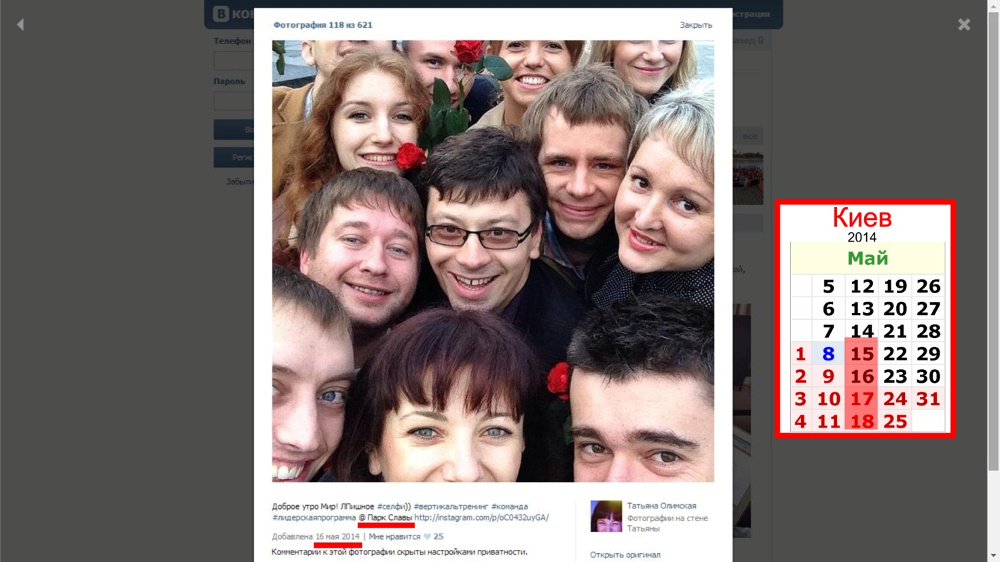 В
страция
Фотография 118 из 621
Закрыть
Телефон
Пароль
Регис
Забыли
все
Киев
2014
Май
5 12 19 26
6 13 20 27
7 14 21 28
1 8 15 22 29
2 9 16 23 30
3 10 17 24 31
4 11 18 25
Доброе утро Мир! ЛПишное #селфи)) #вертикальтренинг #команда
#лидерскаяпрограмма @ Парк Славы http://instagram.com/p/oC0432uyGA/
Добавлена 16 мая 2014 | Мне нравится 25
Комментарии к этой фотографии скрыты настройками приватности.
Татьяна Олимская
Фотографии на стене
Татьяны
Открыть оригинал